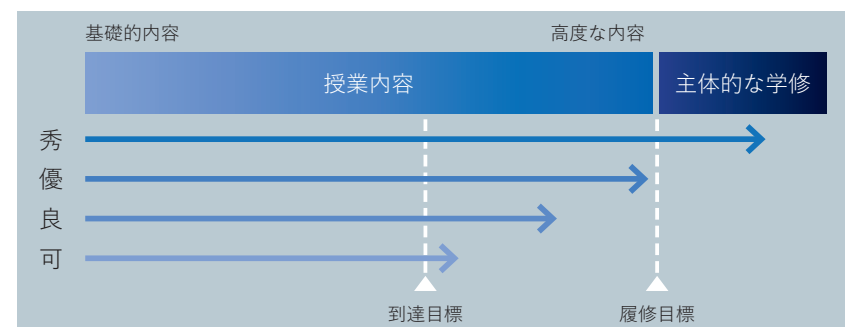 基礎的内容
高度な内容
授業内容
主体的な学修
秀
優
良
可
到達目標
履修目標